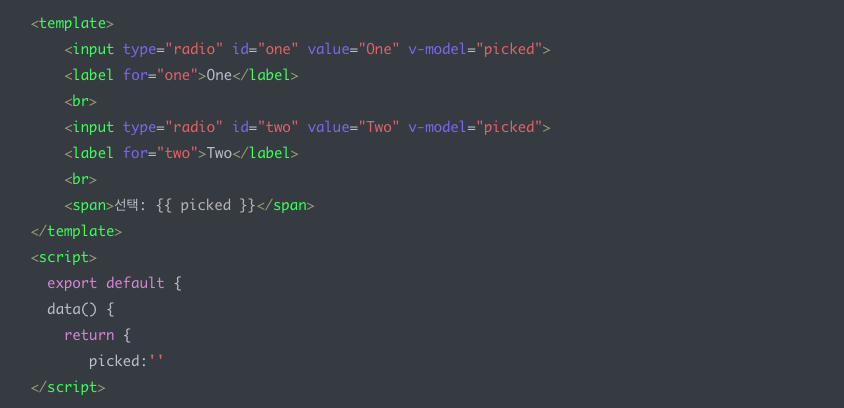 <template>
<input type="radio" id="one" value="One" v-model="picked">
<label for="one">One</label>
<br>
<input type="radio" id="two" value="Two" v-model="picked">
<label for="two">Two</label>
<br>
<span>선택: {{ picked }}</span>
</template>
<script>
export default {
data() {
return {
picked:''
</script>